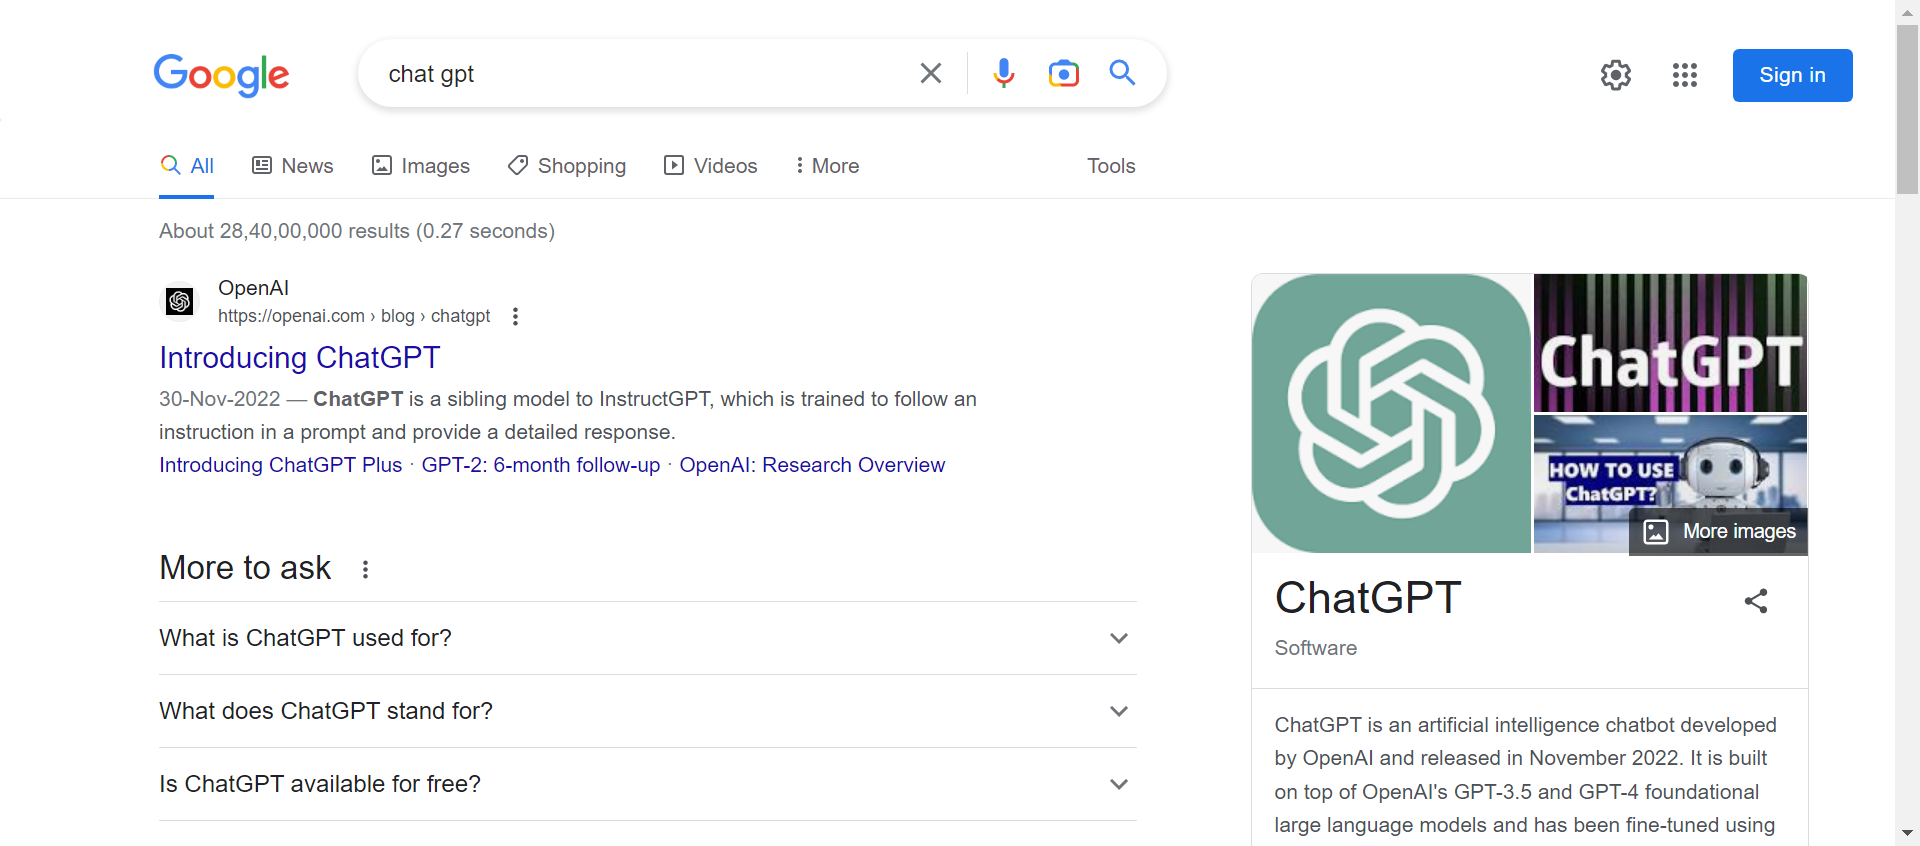 Google
chat gpt
Sign in
All
News
Images
Shopping
Videos
More
Tools
About 28,40,00,000 results (0.27 seconds)
OpenAI
https://openai.com › blog › chatgpt
Introducing ChatGPT
30-Nov-2022 — ChatGPT is a sibling model to InstructGPT, which is trained to follow an
instruction in a prompt and provide a detailed response.
Introducing ChatGPT Plus · GPT-2: 6-month follow-up · OpenAI: Research Overview
More to ask
What is ChatGPT used for?
What does ChatGPT stand for?
Is ChatGPT available for free?
ChatGPT
HOW TO USE
ChatGPT?
More images
ChatGPT
Software
ChatGPT is an artificial intelligence chatbot developed
by OpenAI and released in November 2022. It is built
on top of OpenAI's GPT-3.5 and GPT-4 foundational
large language models and has been fine-tuned using